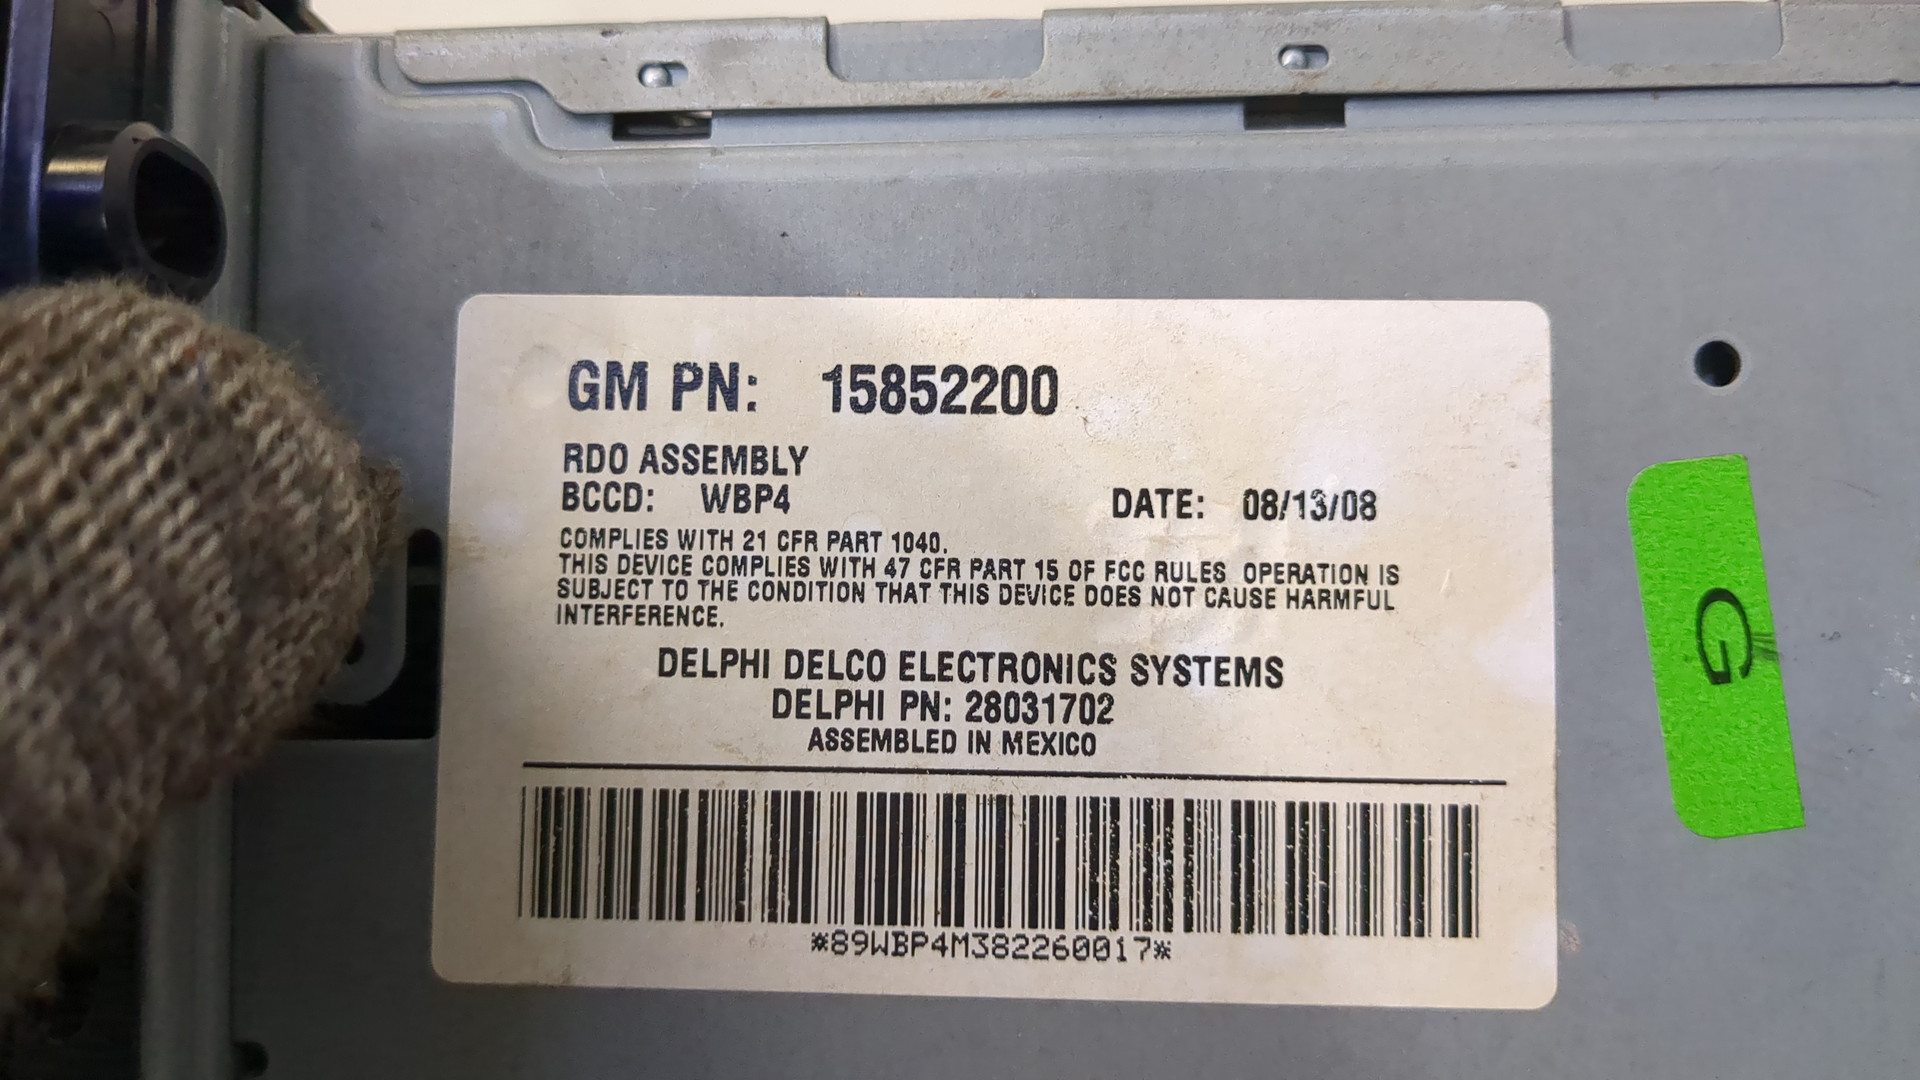 GM PN: 15852200
RDO ASSEMBLY
BCCD: WBP4 DATE: 08/13/08
COMPLIES WITH 21 CFR PART 1040.
THIS DEVICE COMPLIES WITH 47 CFR PART 15 OF FCC RULES OPERATION IS
SUBJECT TO THE CONDITION THAT THIS DEVICE DOES NOT CAUSE HARMFUL
INTERFERENCE.
DELPHI DELCO ELECTRONICS SYSTEMS
DELPHI PN: 28031702
ASSEMBLED IN MEXICO
*89WBP4M382260017*
G